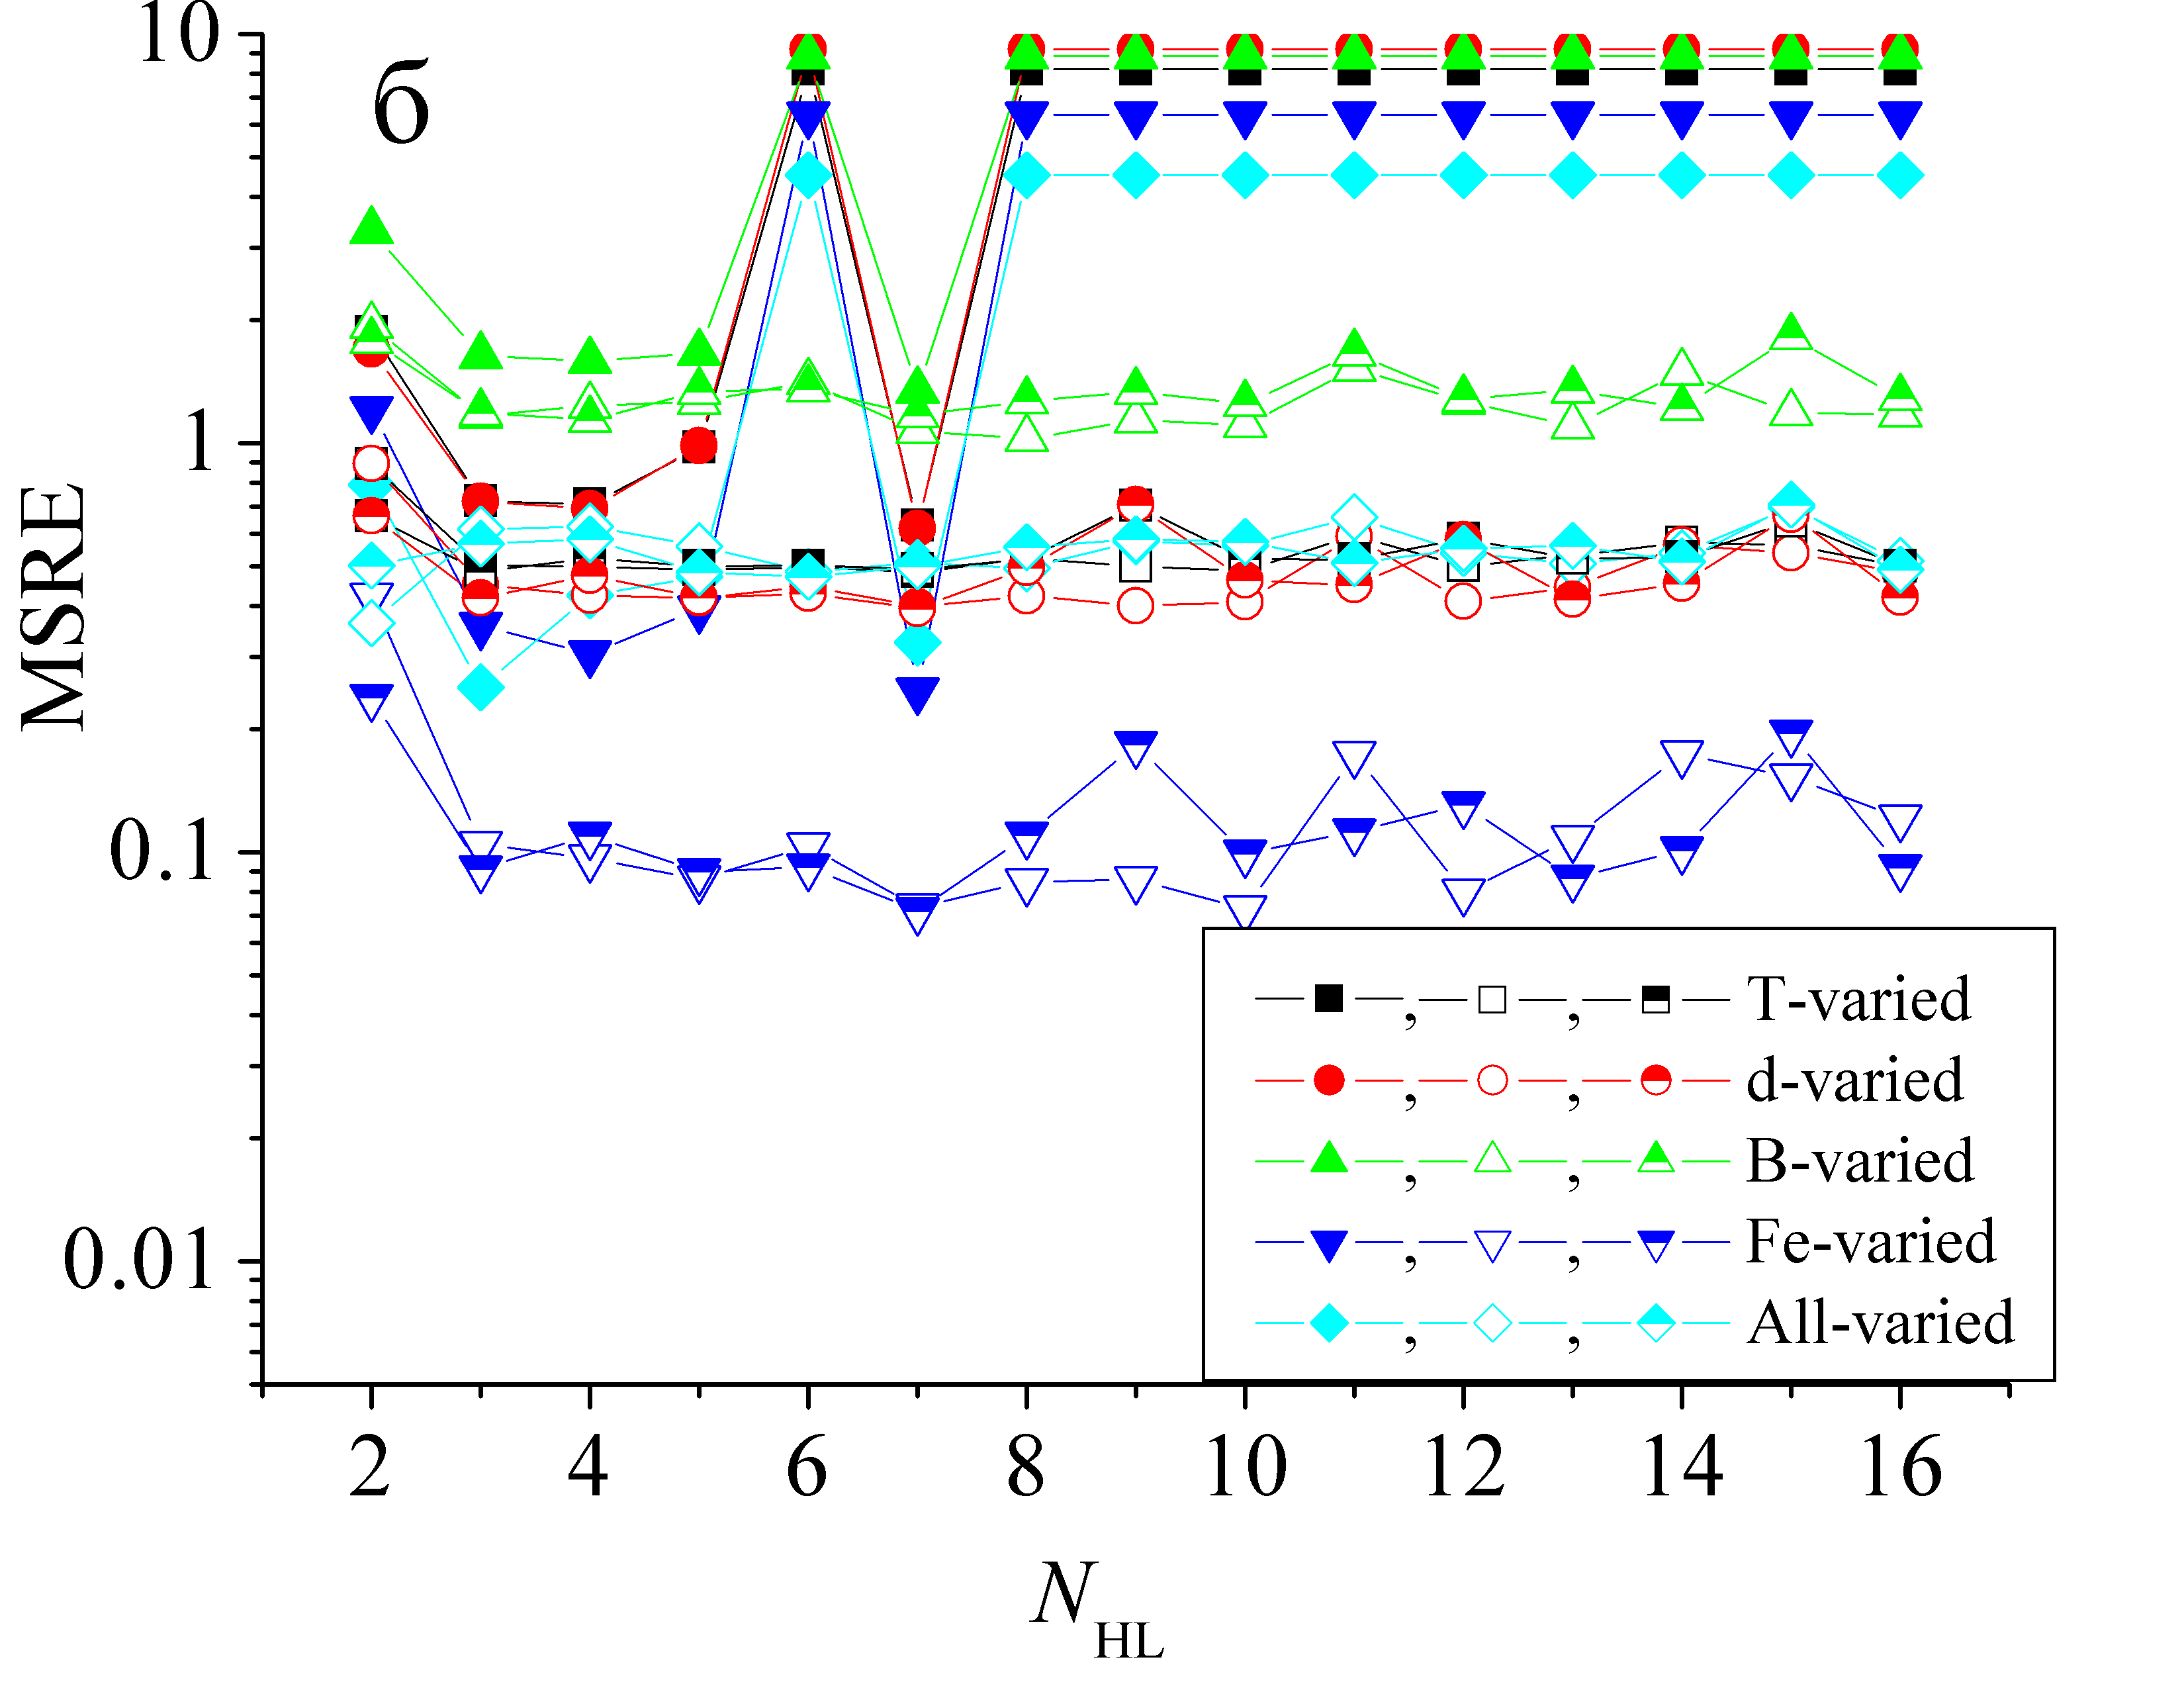 10
б
1
0.1
0.01
MSRE
, , T-varied
, , d-varied
, , B-varied
, , Fe-varied
, , All-varied
2 4 6 8 10 12 14 16
N HL